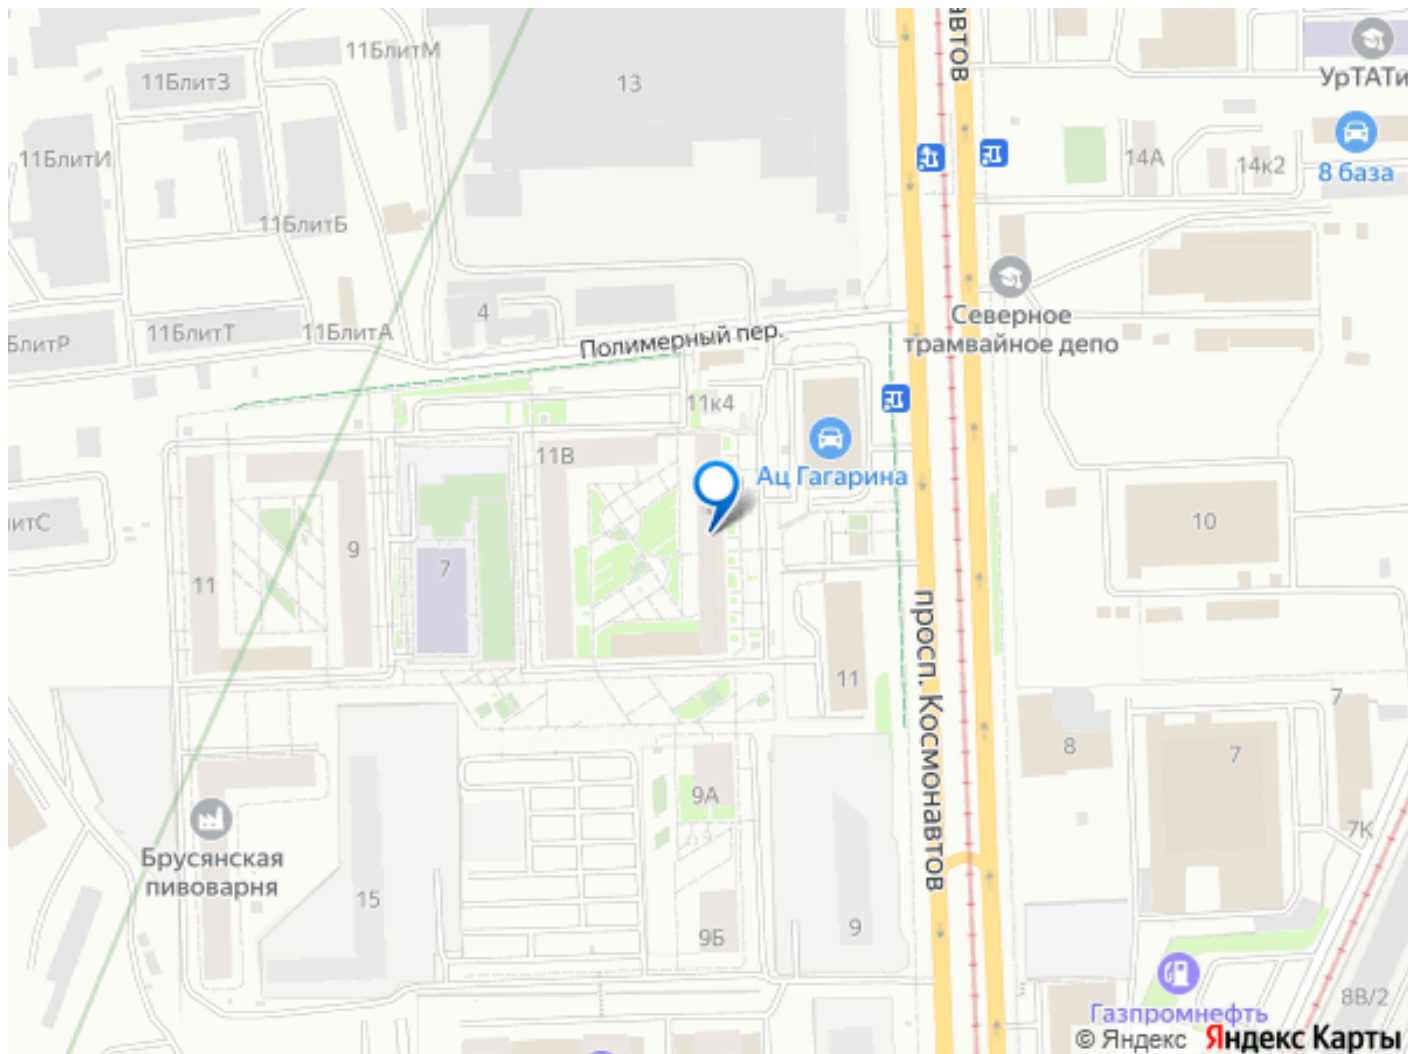 автов
11БлитМ
11БлитЗ
13
УрТАТи
11БлитИ
14А
14к2
8 база
11БлитБ
4
Северное
трамвайное депо
БлитР
11БлитТ
11БлитА
Полимерный пер.
11к4
11В
Ац Гагарина
литС
10
9
7
11
просп. Космонавтов
11
7
8
7
9А
7К
Брусянская
пивоварня
15
9Б
9
8В/2
Газпромнефть
© Яндекс Яндекс Карты